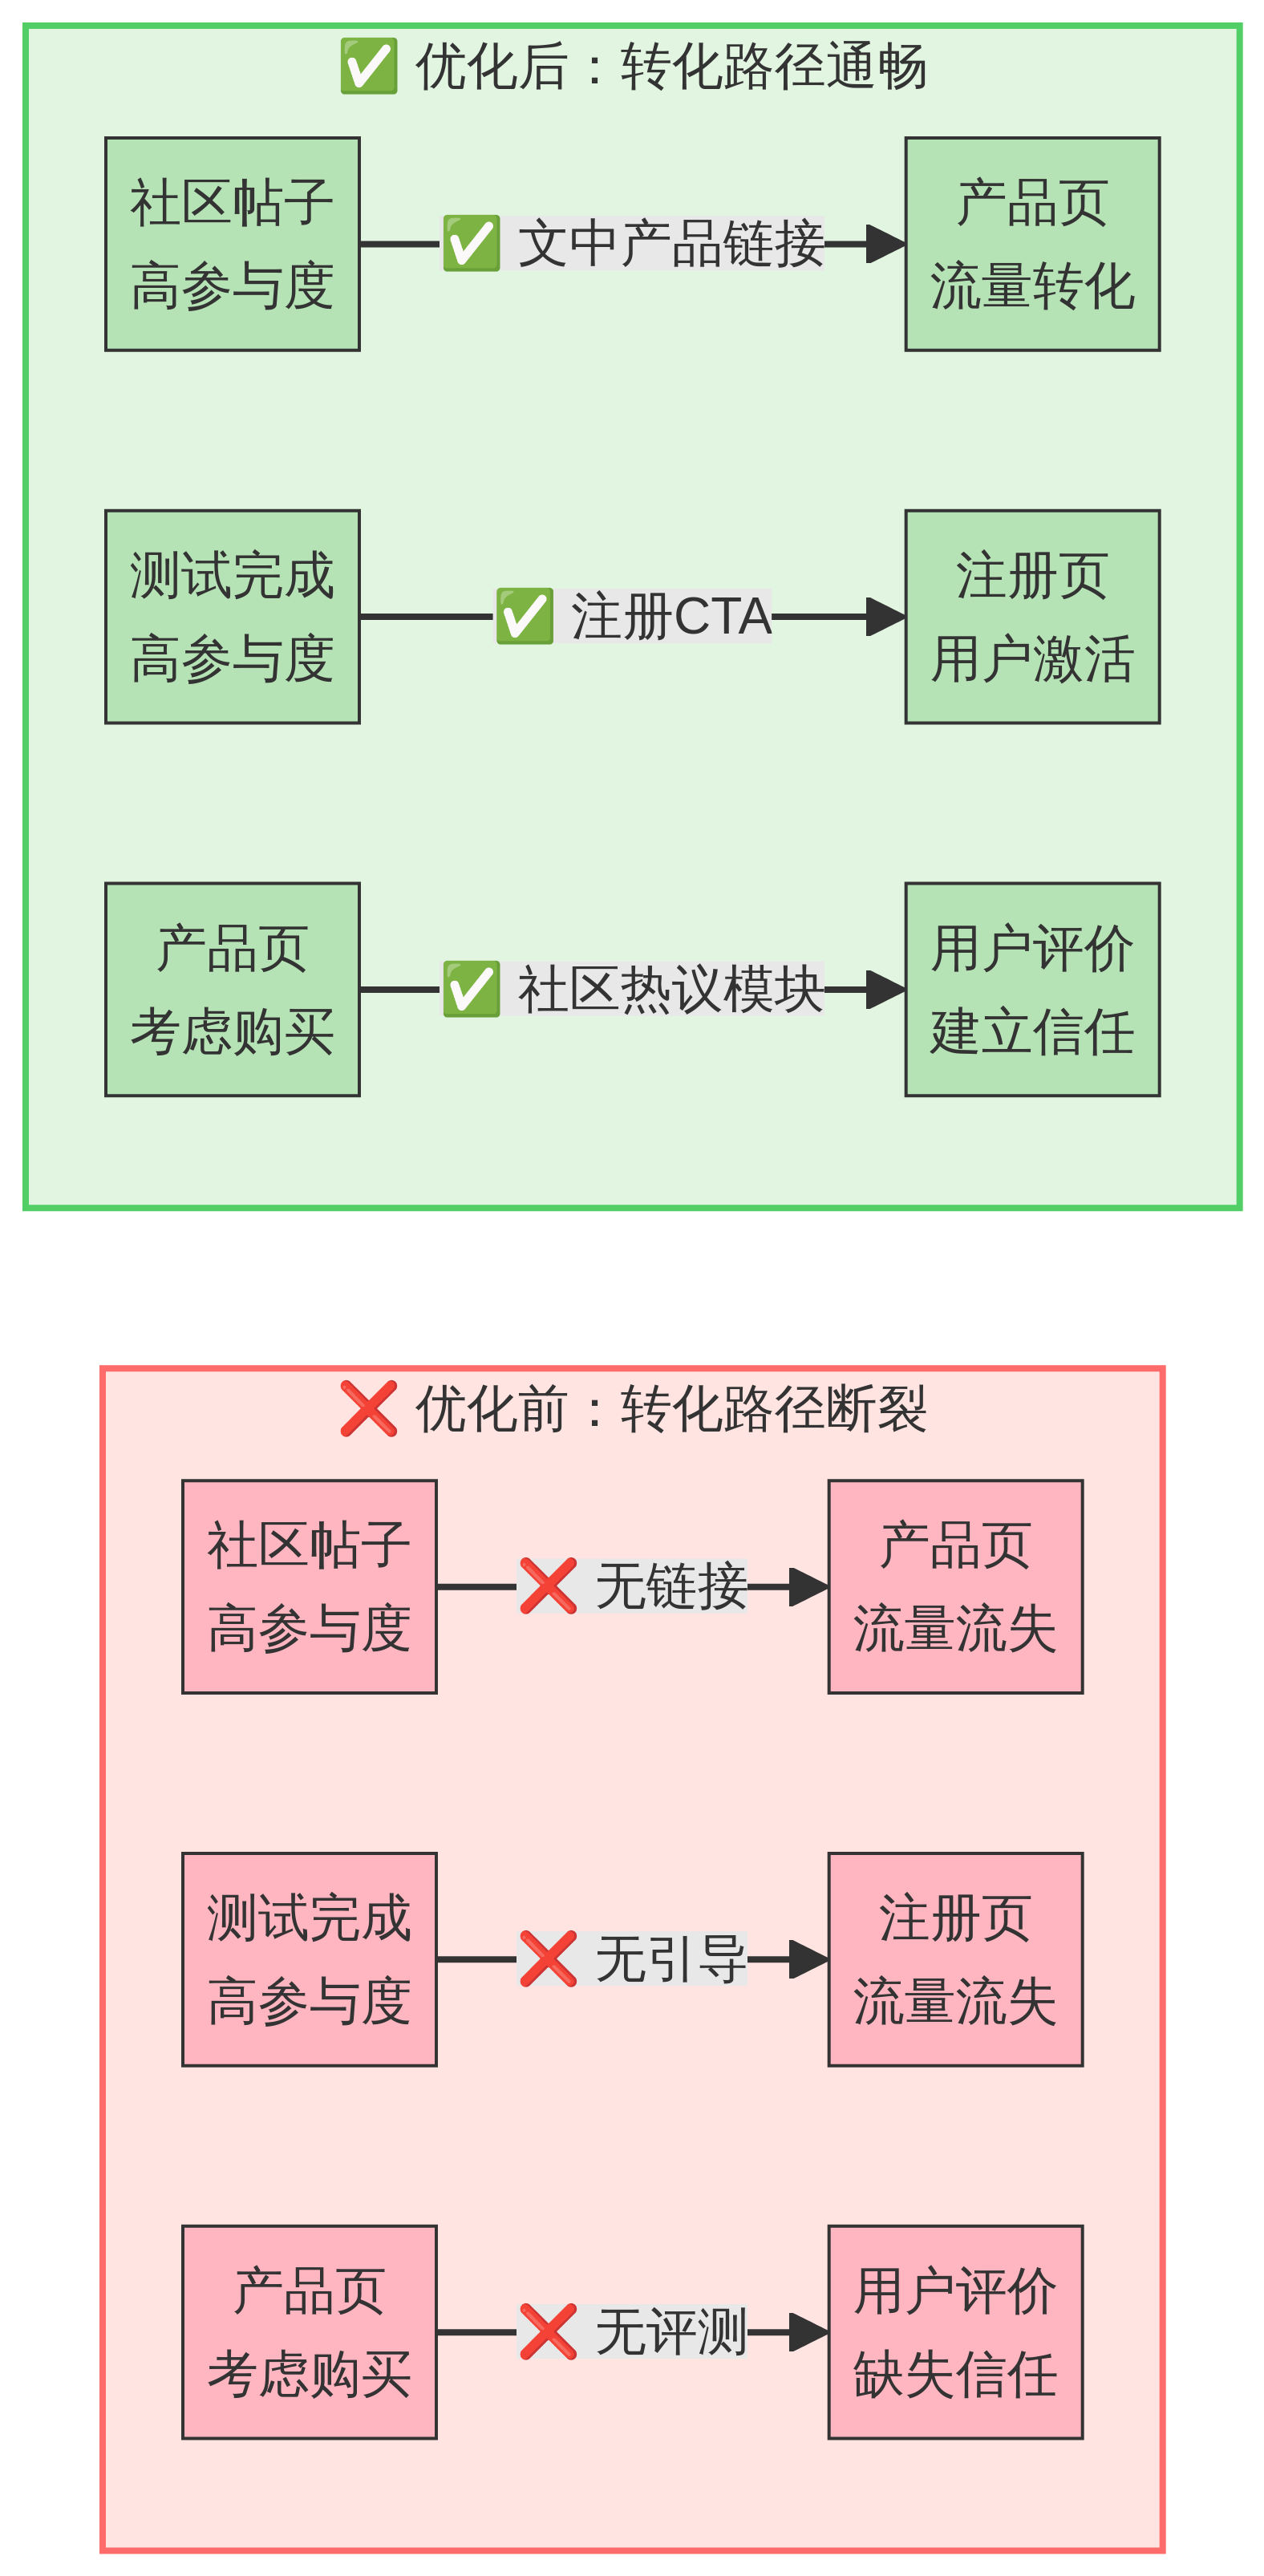 ✅ 优化后：转化路径通畅
社区帖子
高参与度
✅ 文中产品链接
产品页
流量转化
测试完成
高参与度
✅ 注册CTA
注册页
用户激活
产品页
考虑购买
✅ 社区热议模块
用户评价
建立信任
❌ 优化前：转化路径断裂
社区帖子
高参与度
❌ 无链接
产品页
流量流失
测试完成
高参与度
❌ 无引导
注册页
流量流失
产品页
考虑购买
❌ 无评测
用户评价
缺失信任